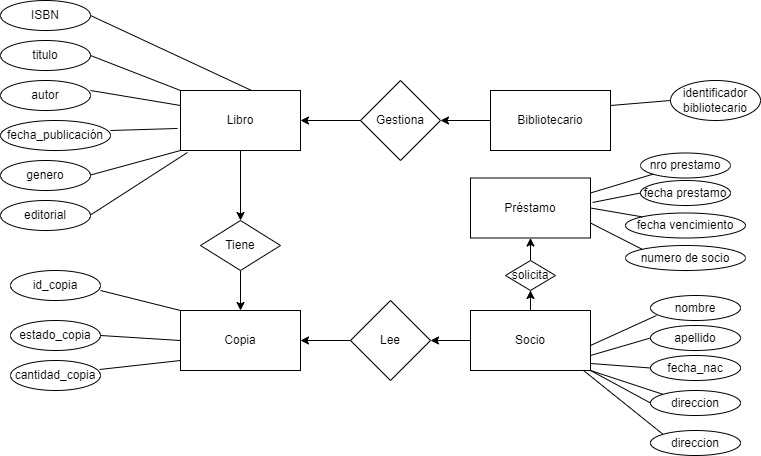 ISBN
titulo
autor
fecha_publicación
genero
editorial
Libro
Gestiona
Bibliotecario
identificador
bibliotecario
nro prestamo
fecha prestamo
fecha vencimiento
numero de socio
Préstamo
Tiene
solicita
id_copia
estado_copia
cantidad_copia
Copia
Lee
Socio
nombre
apellido
fecha_nac
direccion
direccion